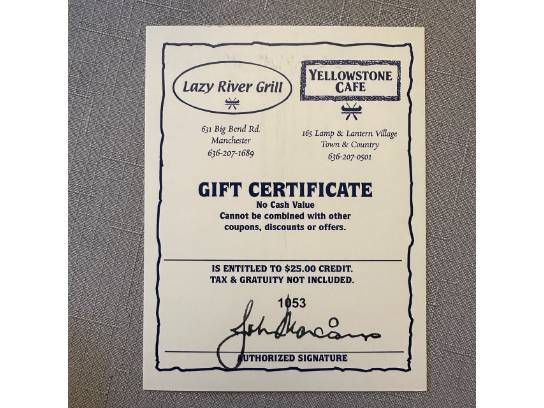 Lazy River Grill
631 Big Bend Rd.
Manchester
636-207-1689
YELLOWSTONE
CAFE
165 Lamp & Lantern Village
Town & Country
636-207-0501
GIFT CERTIFICATE
No Cash Value
Cannot be combined with other
coupons, discounts or offers.
IS ENTITLED TO $25.00 CREDIT.
TAX & GRATUITY NOT INCLUDED.
1053
AUTHORIZED SIGNATURE